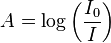 A = log(I₀/I)